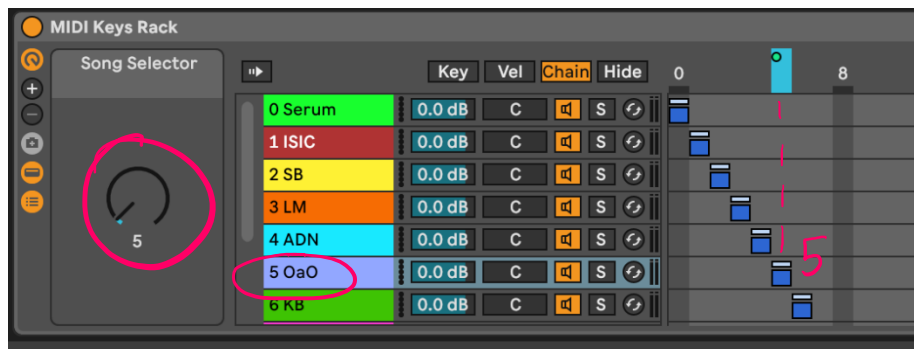 MIDI Keys Rack
Song Selector
5
Key Vel Chain Hide 0 8
0 Serum 0.0 dB C S
1 ISIC 0.0 dB C S
2 SB 0.0 dB C S
3 LM 0.0 dB C S
4 ADN 0.0 dB C S
5 OaO 0.0 dB C S 5
6 KB 0.0 dB C S